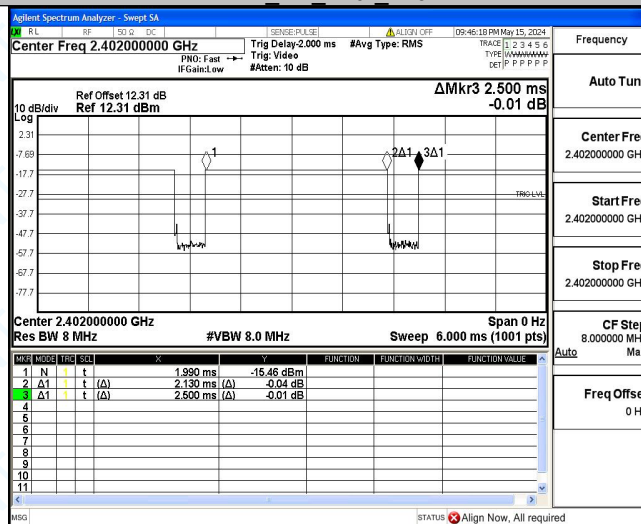 Agilent Spectrum Analyzer - Swept SA
RL RF 50 Ω DC SENSE:PULSE ALIGN OFF 09:46:18 PM May 15, 2024
Center Freq 2.402000000 GHz
PNO: Fast
IFGain:Low
Trig Delay-2.000 ms
Trig: Video
#Atten: 10 dB
#Avg Type: RMS
TRACE 1 2 3 4 5 6
TYPE
DET P P P P P P
Ref Offset 12.31 dB
Ref 12.31 dBm
10 dB/div
Log
ΔMkr3 2.500 ms
-0.01 dB
2.31
-7.69
-17.7
-27.7
-37.7
-47.7
-57.7
-67.7
-77.7
1
2Δ1
3Δ1
TRIG LVL
Center 2.402000000 GHz
Span 0 Hz
Res BW 8 MHz
#VBW 8.0 MHz
Sweep 6.000 ms (1001 pts)
MKR MODE TRC SCL X Y FUNCTION FUNCTION WIDTH FUNCTION VALUE
1 N 1 t 1.990 ms -15.46 dBm
2 Δ1 1 t (Δ) 2.130 ms (Δ) -0.04 dB
3 Δ1 1 t (Δ) 2.500 ms (Δ) -0.01 dB
4
5
6
7
8
9
10
11
MSG
STATUS Align Now, All required
Frequency
Auto Tun
Center Fre
2.402000000 GH
Start Fre
2.402000000 GH
Stop Fre
2.402000000 GH
CF Ste
8.000000 MH
Auto Ma
Freq Offse
0 H